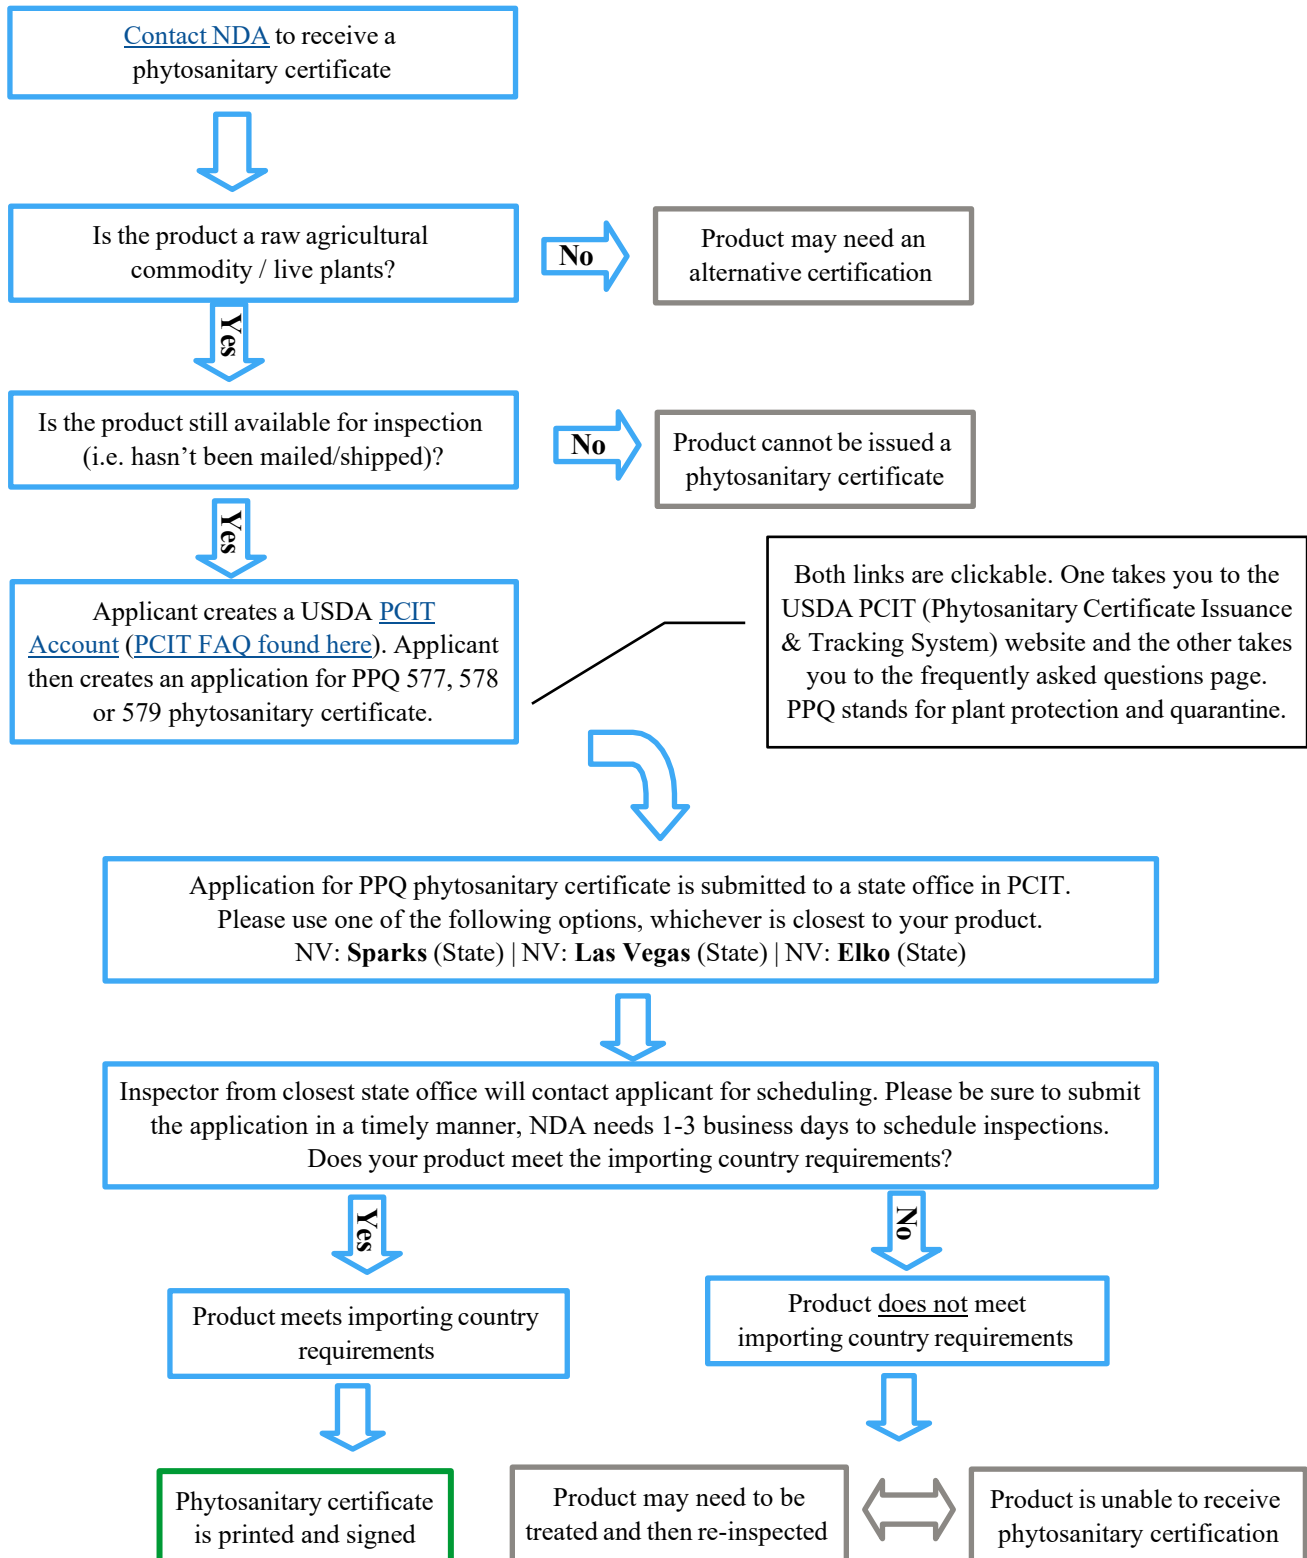 Contact NDA to receive a
phytosanitary certificate
Is the product a raw agricultural
commodity / live plants?
No
Product may need an
alternative certification
Yes
Is the product still available for inspection
(i.e. hasn't been mailed/shipped)?
No
Product cannot be issued a
phytosanitary certificate
Yes
Applicant creates a USDA PCIT
Account (PCIT FAQ found here). Applicant
then creates an application for PPQ 577, 578
or 579 phytosanitary certificate.
Both links are clickable. One takes you to the
USDA PCIT (Phytosanitary Certificate Issuance
& Tracking System) website and the other takes
you to the frequently asked questions page.
PPQ stands for plant protection and quarantine.
Application for PPQ phytosanitary certificate is submitted to a state office in PCIT.
Please use one of the following options, whichever is closest to your product.
NV: Sparks (State) | NV: Las Vegas (State) | NV: Elko (State)
Inspector from closest state office will contact applicant for scheduling. Please be sure to submit
the application in a timely manner, NDA needs 1-3 business days to schedule inspections.
Does your product meet the importing country requirements?
Yes
No
Product meets importing country
requirements
Product does not meet
importing country requirements
Phytosanitary certificate
is printed and signed
Product may need to be
treated and then re-inspected
Product is unable to receive
phytosanitary certification